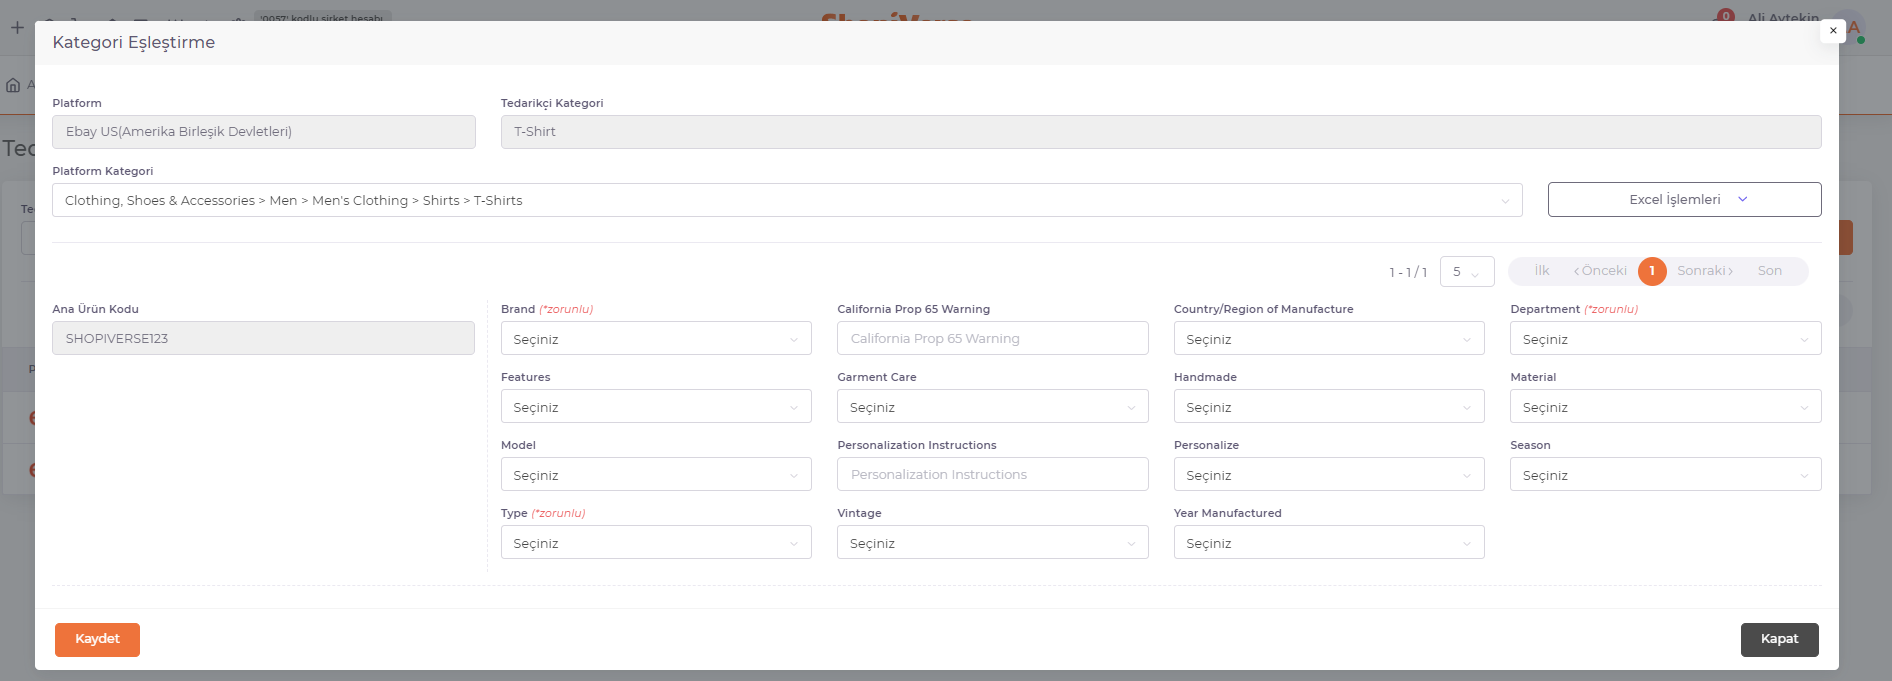 '0057' kodlu şirket hesabı
0
Ali Aytekin
A
Kategori Eşleştirme
×
Platform
Tedarikçi Kategori
Ebay US(Amerika Birleşik Devletleri)
T-Shirt
Platform Kategori
Clothing, Shoes & Accessories > Men > Men's Clothing > Shirts > T-Shirts
Excel İşlemleri
1 - 1 / 1
5
İlk
‹ Önceki
1
Sonraki ›
Son
Ana Ürün Kodu
SHOPIVERSE123
Brand (*zorunlu)
California Prop 65 Warning
Country/Region of Manufacture
Department (*zorunlu)
Seçiniz
California Prop 65 Warning
Seçiniz
Seçiniz
Features
Garment Care
Handmade
Material
Seçiniz
Seçiniz
Seçiniz
Seçiniz
Model
Personalization Instructions
Personalize
Season
Seçiniz
Personalization Instructions
Seçiniz
Seçiniz
Type (*zorunlu)
Vintage
Year Manufactured
Seçiniz
Seçiniz
Seçiniz
Kaydet
Kapat